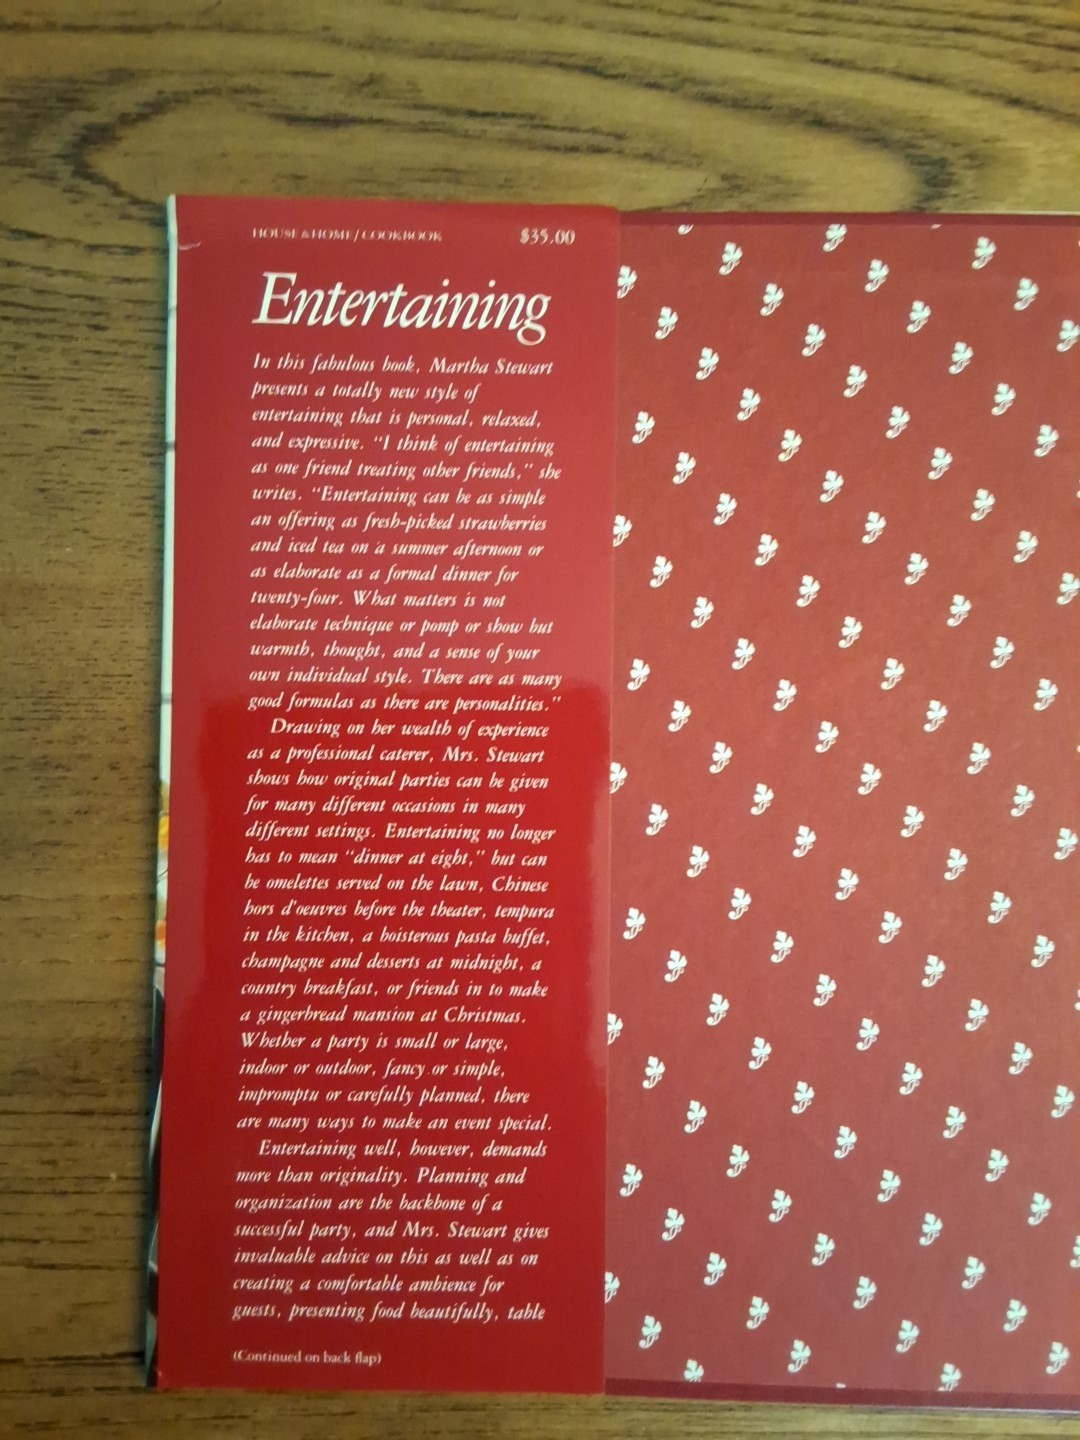 HOUSE & HOME/COOKBOOK $35.00
Entertaining
In this fabulous book, Martha Stewart
presents a totally new style of
entertaining that is personal, relaxed,
and expressive. "I think of entertaining
as one friend treating other friends," she
writes. "Entertaining can be as simple
an offering as fresh-picked strawberries
and iced tea on a summer afternoon or
as elaborate as a formal dinner for
twenty-four. What matters is not
elaborate technique or pomp or show but
warmth, thought, and a sense of your
own individual style. There are as many
good formulas as there are personalities."
Drawing on her wealth of experience
as a professional caterer, Mrs. Stewart
shows how original parties can be given
for many different occasions in many
different settings. Entertaining no longer
has to mean "dinner at eight," but can
be omelettes served on the lawn, Chinese
hors d'oeuvres before the theater, tempura
in the kitchen, a boisterous pasta buffet,
champagne and desserts at midnight, a
country breakfast, or friends in to make
a gingerbread mansion at Christmas.
Whether a party is small or large,
indoor or outdoor, fancy or simple,
impromptu or carefully planned, there
are many ways to make an event special.
Entertaining well, however, demands
more than originality. Planning and
organization are the backbone of a
successful party, and Mrs. Stewart gives
invaluable advice on this as well as on
creating a comfortable ambience for
guests, presenting food beautifully, table
(Continued on back flap)